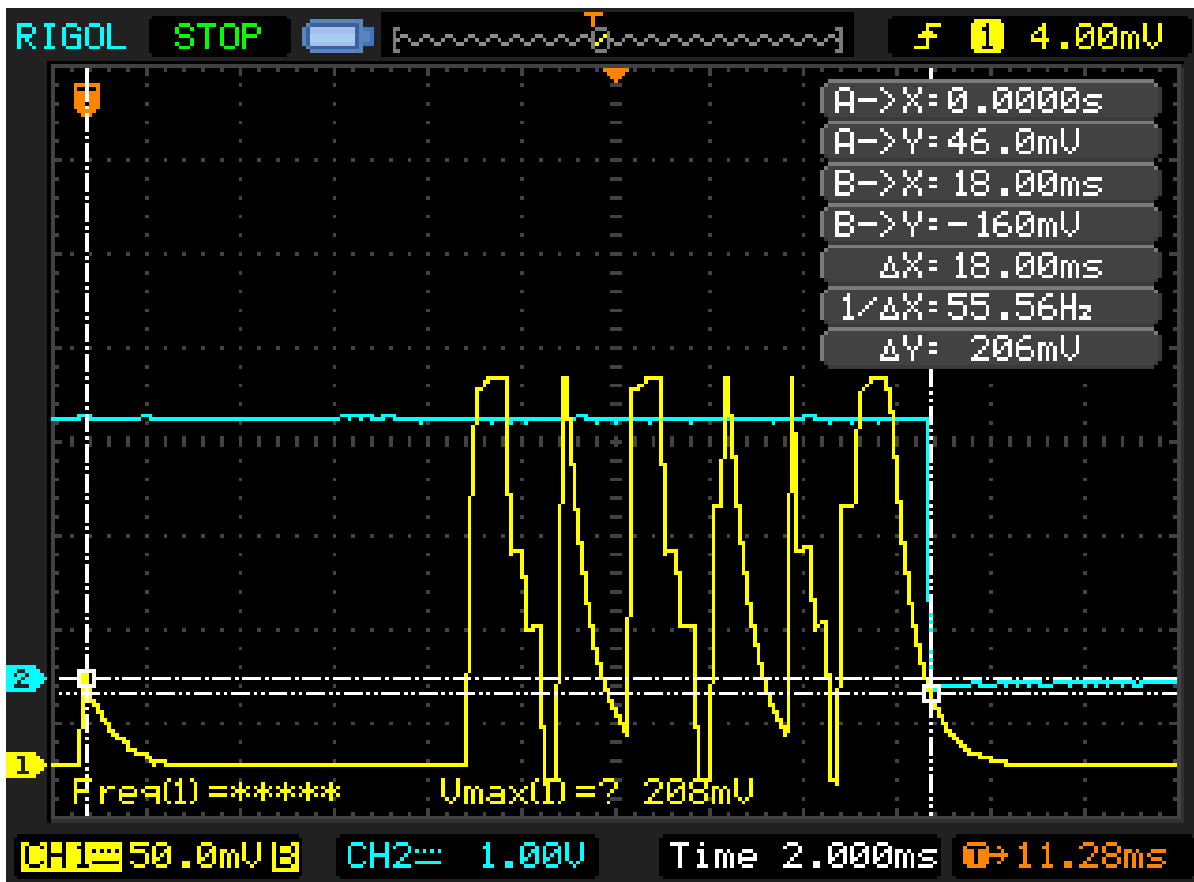 RIGOL STOP T 1 4.00mV
T
A->X=0.0000s
A->Y=46.0mV
B->X=18.00ms
B->Y=-160mV
ΔX=18.00ms
1/ΔX=55.56Hz
ΔY= 206mV
2
1
Freq(1)=***** Vmax(1)=? 208mV
CH1 50.0mV B CH2 1.00V Time 2.000ms T→11.28ms